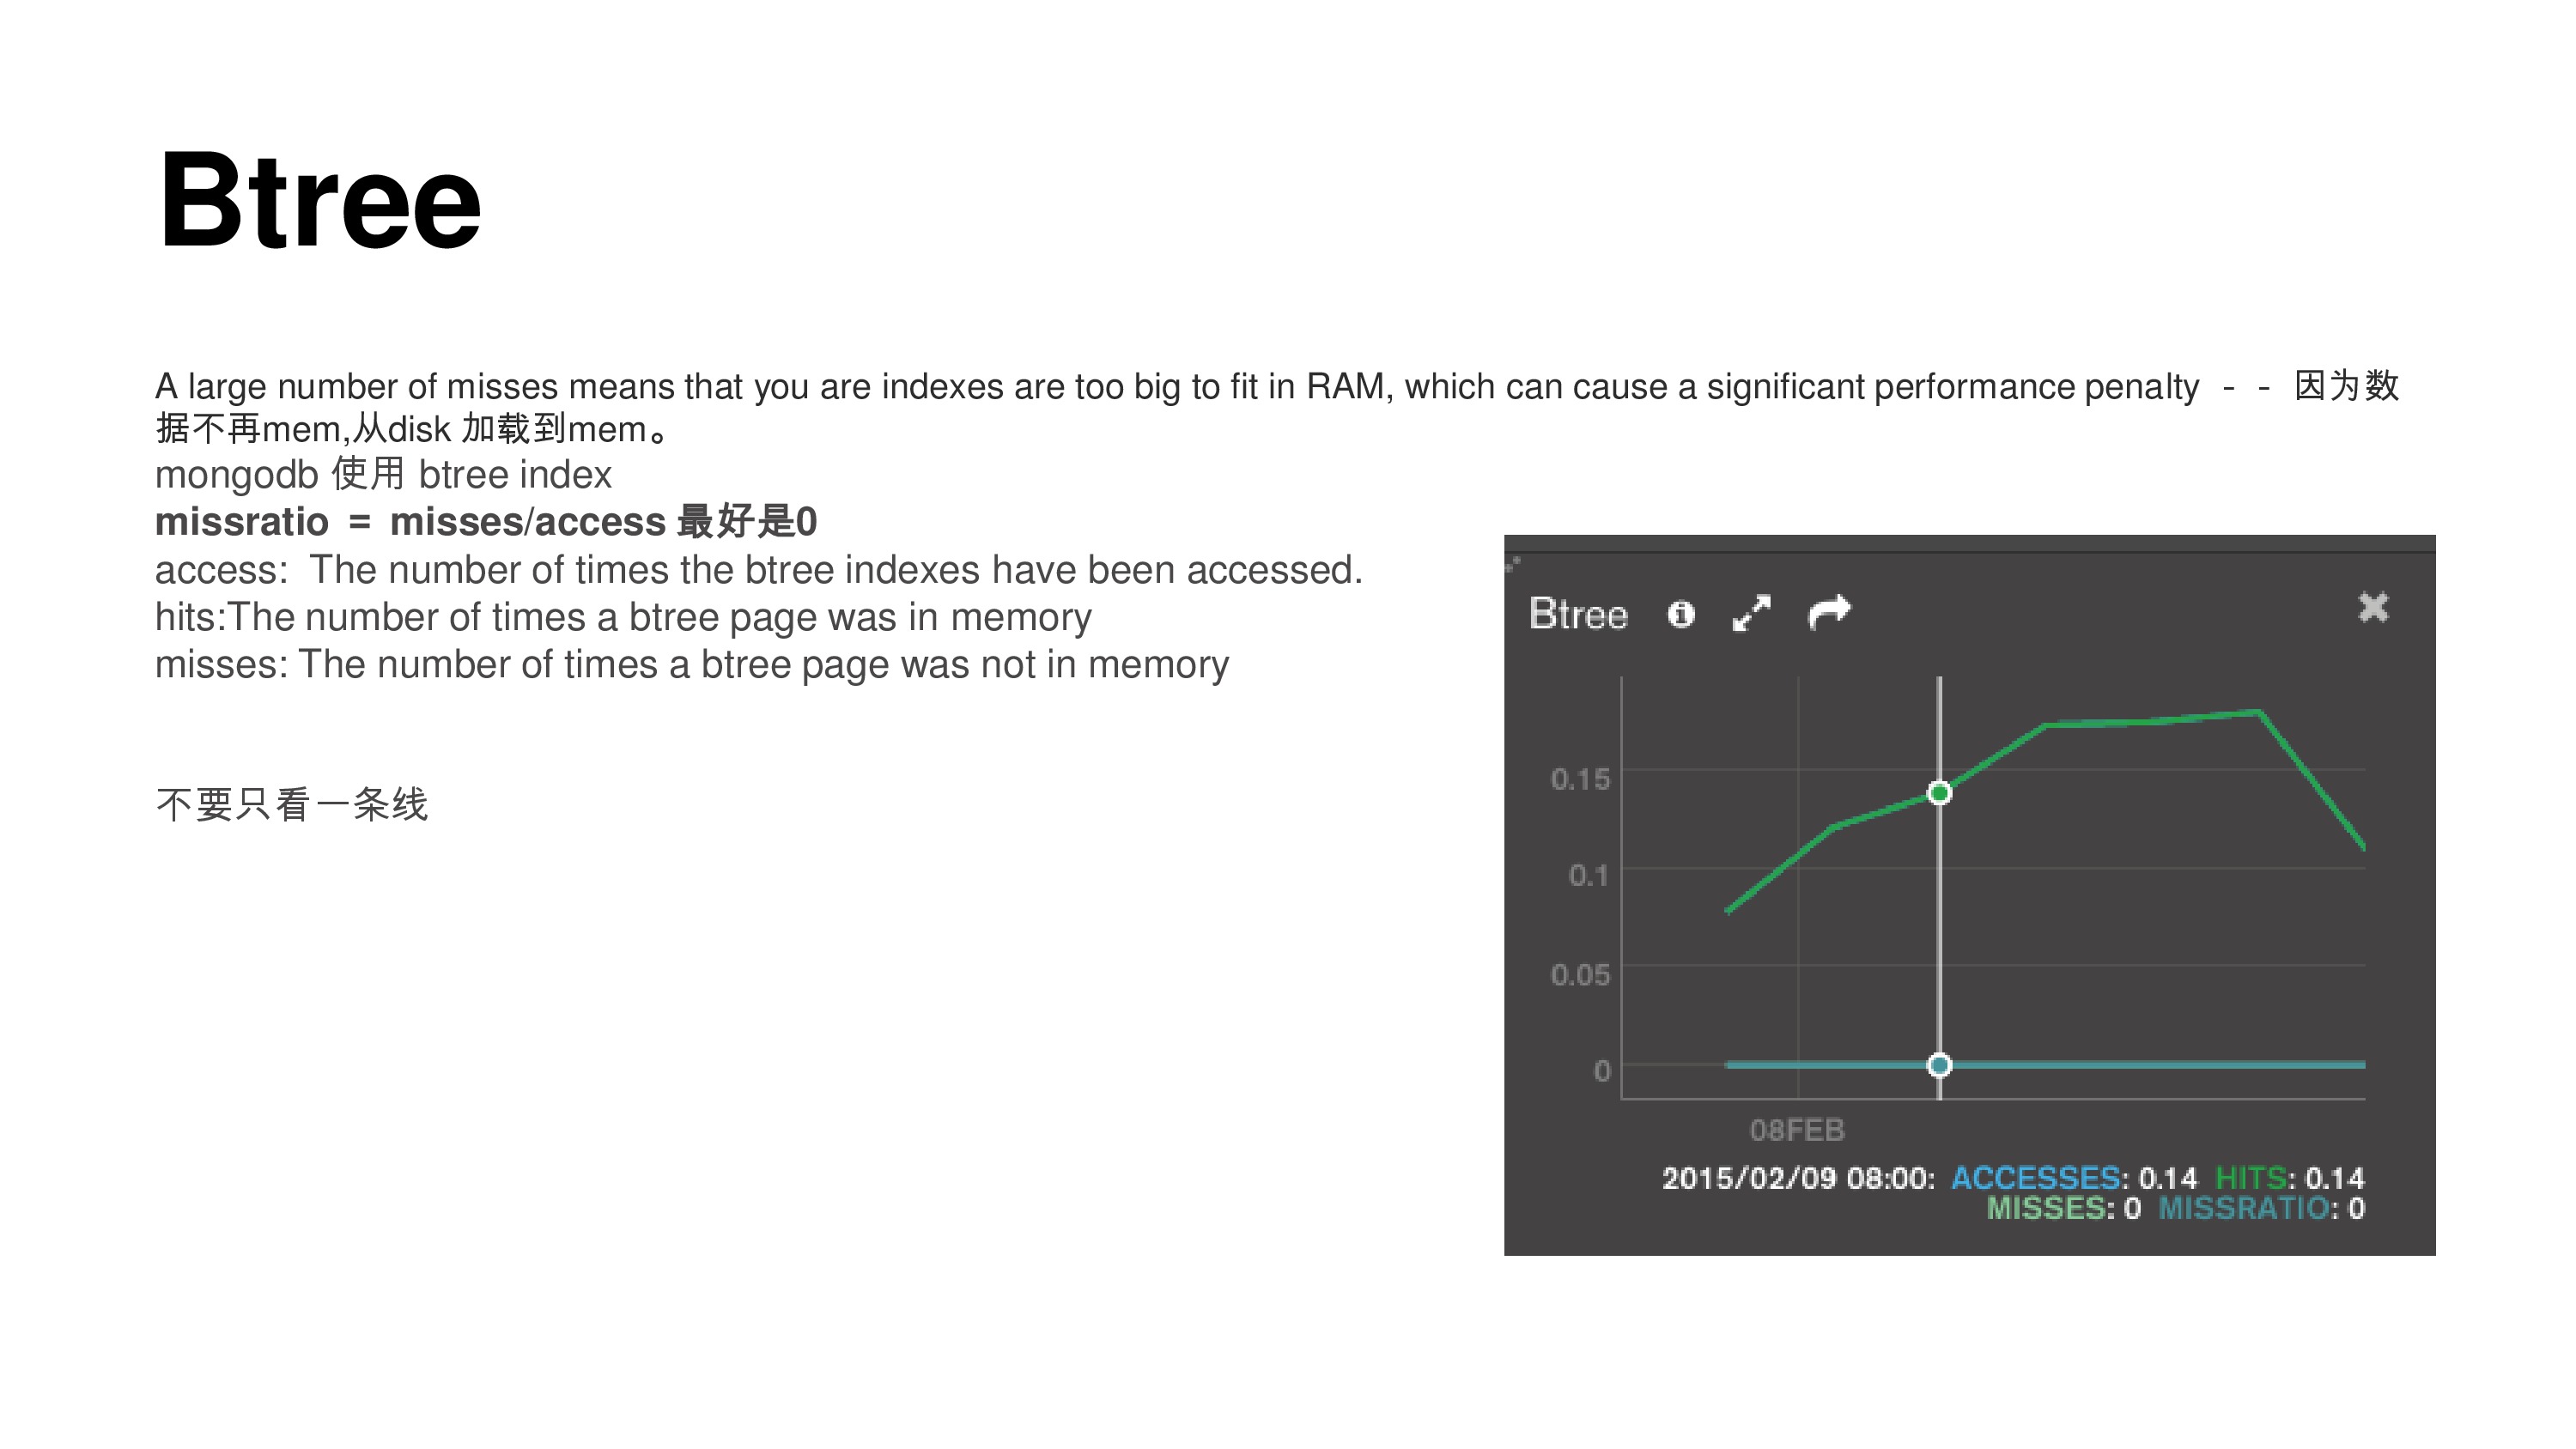 Btree
A large number of misses means that you are indexes are too big to fit in RAM, which can cause a significant performance penalty - - 因为数
据不再mem,从disk 加载到mem。
mongodb 使用 btree index
missratio = misses/access 最好是0
access: The number of times the btree indexes have been accessed.
hits:The number of times a btree page was in memory
misses: The number of times a btree page was not in memory
不要只看一条线
Btree
0.15
0.1
0.05
0
08FEB
2015/02/09 08:00: ACCESSES: 0.14 HITS: 0.14
MISSES: 0 MISSRATIO: 0